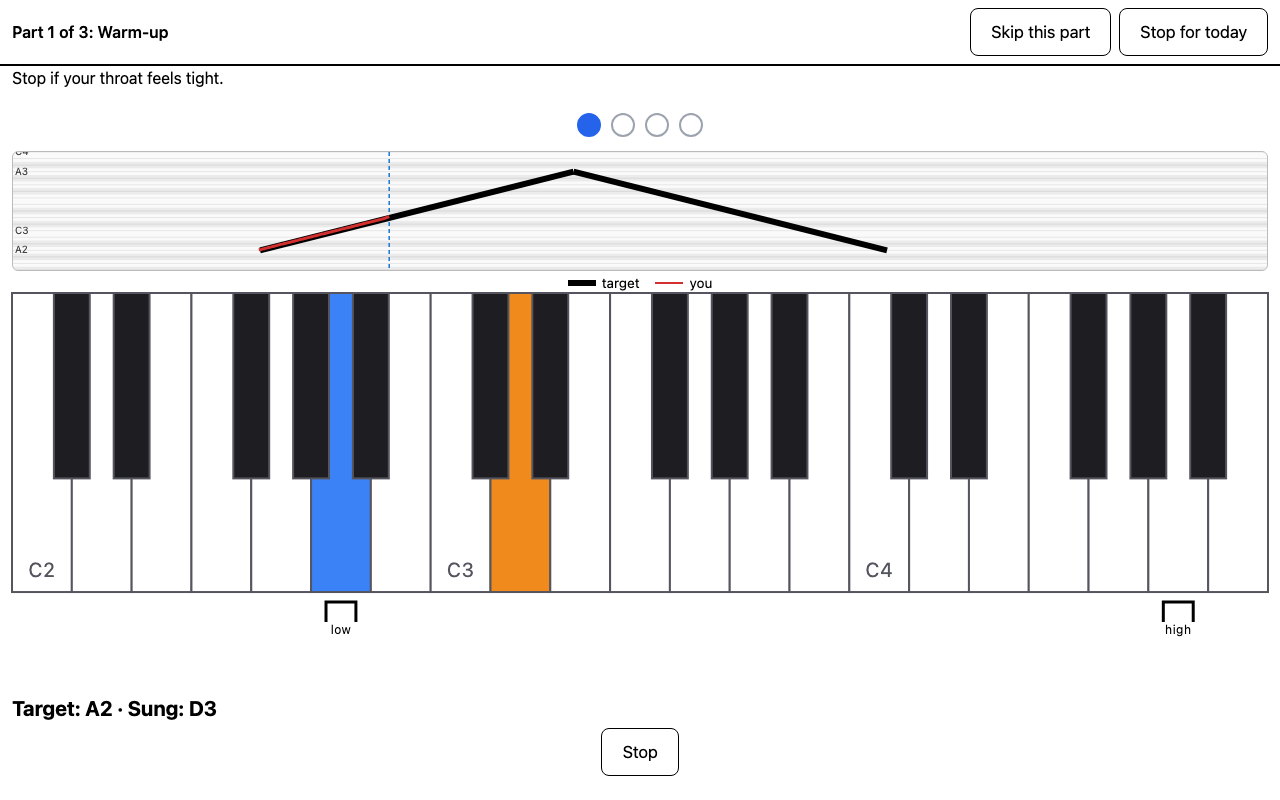 Part 1 of 3: Warm-up
Skip this part
Stop for today
Stop if your throat feels tight.
C4
A3
C3
A2
target
you
C2
C3
C4
low
high
Target: A2 · Sung: D3
Stop